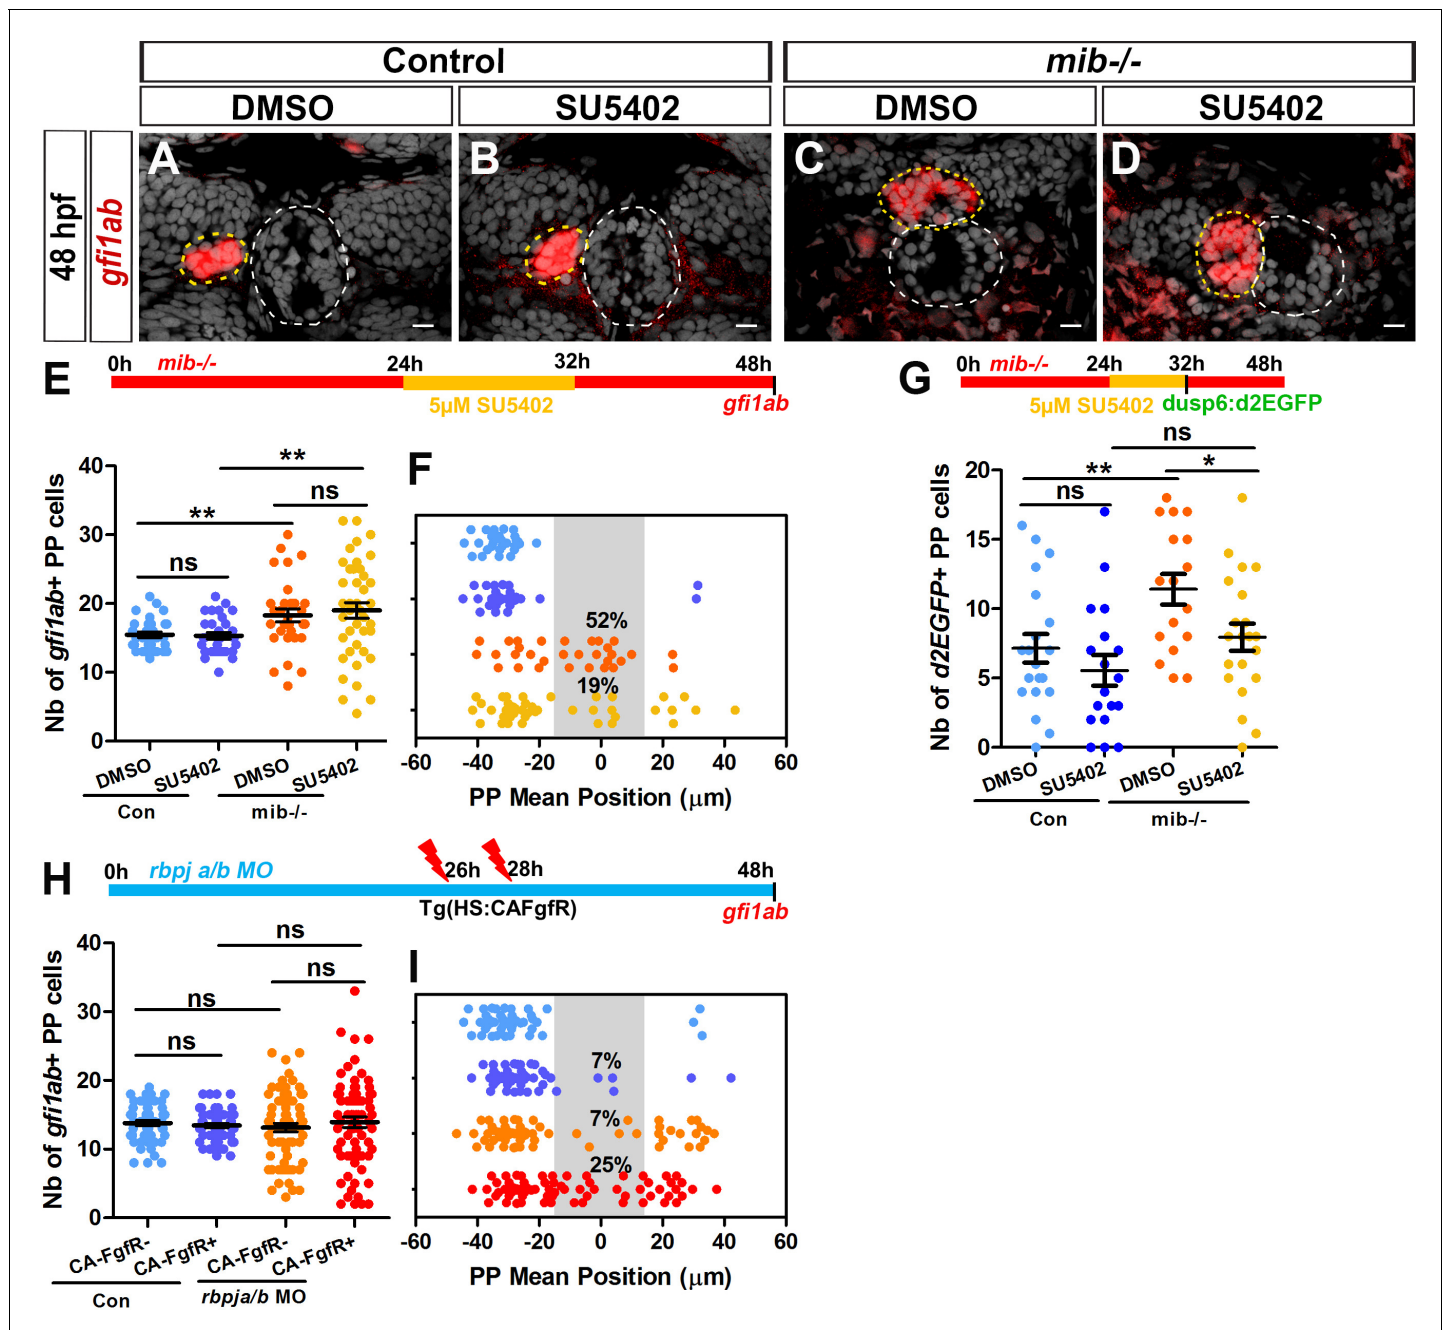 Control
mib-/-
DMSO
SU5402
DMSO
SU5402
48 hpf
gfi1ab
A
B
C
D
E
0h
mib-/-
24h
32h
48h
5µM SU5402
gfi1ab
G
0h
mib-/-
24h
32h
48h
5µM SU5402
dusp6:d2EGFP
Nb of gfi1ab+ PP cells
40
30
20
10
0
**
**
ns
ns
DMSO
SU5402
DMSO
SU5402
Con
mib-/-
F
52%
19%
-60
-40
-20
0
20
40
60
PP Mean Position (µm)
Nb of d2EGFP+ PP cells
20
15
10
5
0
ns
**
*
ns
DMSO
SU5402
DMSO
SU5402
Con
mib-/-
H
0h
rbpj a/b MO
26h
28h
48h
Tg(HS:CAFgfR)
gfi1ab
Nb of gfi1ab+ PP cells
40
30
20
10
0
ns
ns
ns
ns
CA-FgfR-
CA-FgfR+
CA-FgfR-
CA-FgfR+
Con
rbpja/b MO
I
7%
7%
25%
-60
-40
-20
0
20
40
60
PP Mean Position (µm)